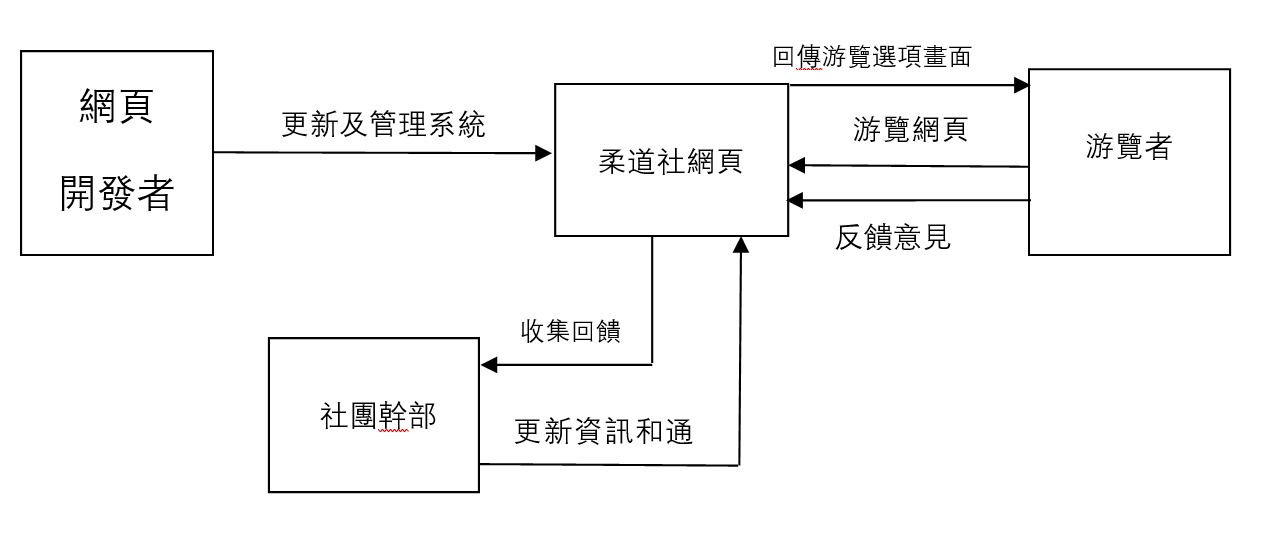 回傳游覽選項畫面
網頁
開發者
更新及管理系統
柔道社網頁
游覽網頁
游覽者
反饋意見
收集回饋
社團幹部
更新資訊和通